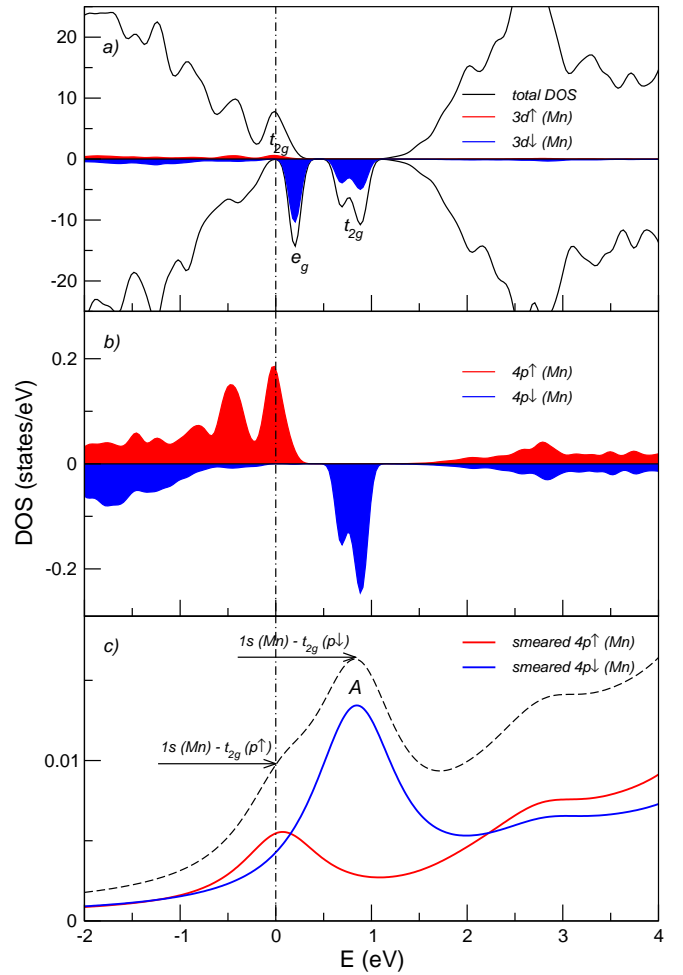 20
10
0
-10
-20
a)
t2g
total DOS
3d↑ (Mn)
3d↓ (Mn)
eg
t2g
DOS (states/eV)
0.2
0
-0.2
b)
4p↑ (Mn)
4p↓ (Mn)
c)
1s (Mn) - t2g (p↓)
smeared 4p↑ (Mn)
smeared 4p↓ (Mn)
A
1s (Mn) - t2g (p↑)
0.01
0
-2 -1 0 1 2 3 4
E (eV)